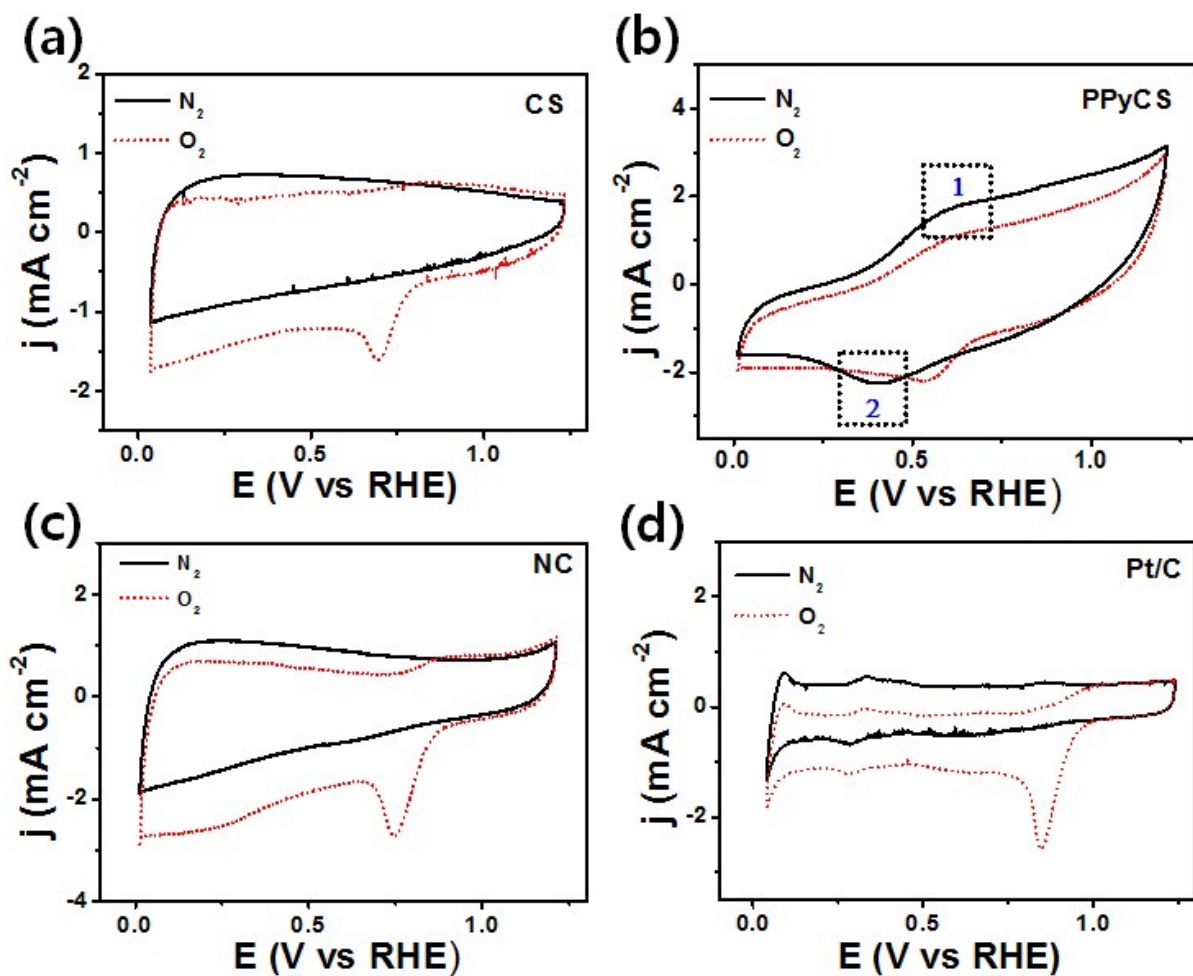 (a)
2
1
0
-1
-2
j (mA cm-2)
N2
O2
CS
0.0
0.5
1.0
E (V vs RHE)
(b)
4
2
0
-2
j (mA cm-2)
N2
O2
PPyCS
1
2
0.0
0.5
1.0
E (V vs RHE)
(c)
2
0
-2
-4
j (mA cm-2)
N2
O2
NC
0.0
0.5
1.0
E (V vs RHE)
(d)
2
0
-2
j (mA cm-2)
N2
O2
Pt/C
0.0
0.5
1.0
E (V vs RHE)